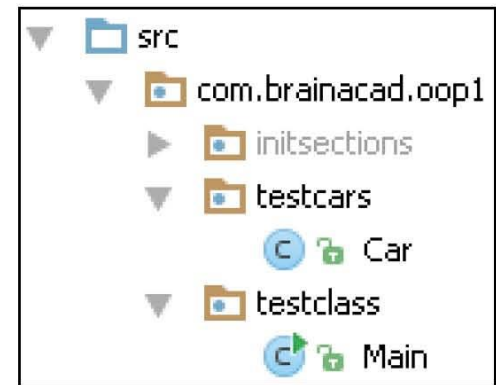 src
com.brainacad.oop1
initsections
testcars
C Car
testclass
C Main